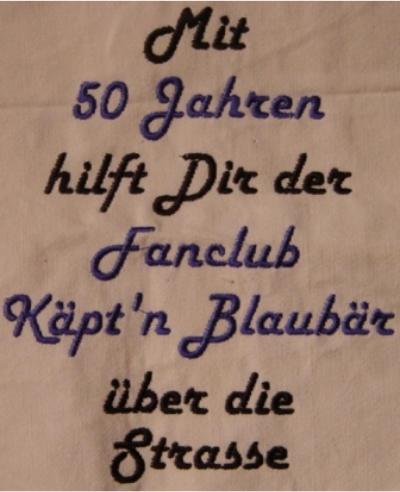 Mit
50 Jahren
hilft Dir der
Fanclub
Käpt'n Blaubär
über die
Strasse